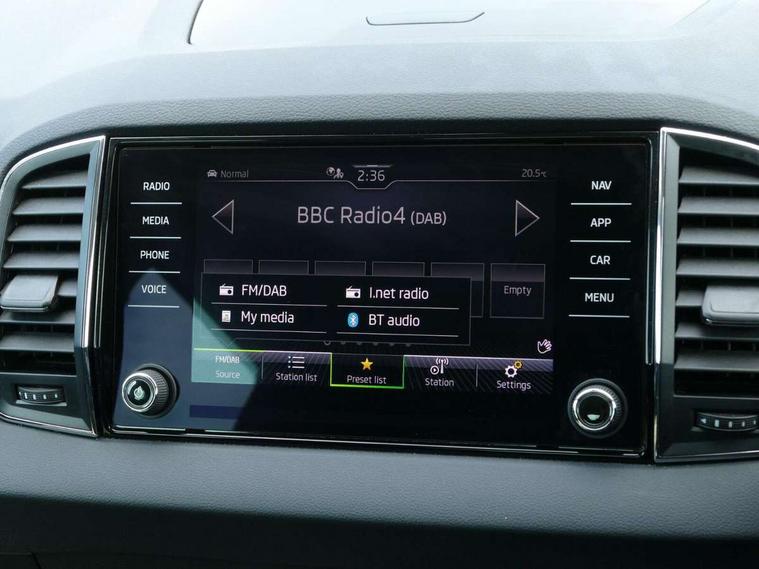 Normal
2:36
20.5°C
RADIO
MEDIA
PHONE
VOICE
BBC Radio4 (DAB)
NAV
APP
CAR
MENU
FM/DAB
I.net radio
My media
BT audio
Empty
FM/DAB
Source
Station list
Preset list
Station
Settings